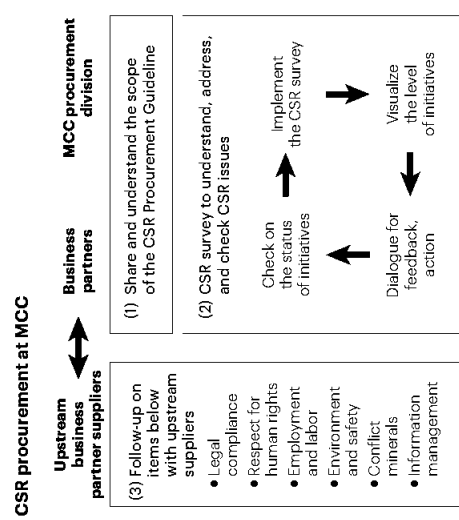 CSR procurement at MCC
Upstream
business
partner suppliers
Business
partners
MCC procurement
division
(3) Follow-up on
items below
with upstream
suppliers
• Legal
compliance
• Respect for
human rights
• Employment
and labor
• Environment
and safety
• Conflict
minerals
• Information
management
(1) Share and understand the scope
of the CSR Procurement Guideline
(2) CSR survey to understand, address,
and check CSR issues
Check on
the status
of initiatives
Implement
the CSR survey
Dialogue for
feedback,
action
Visualize
the level
of initiatives